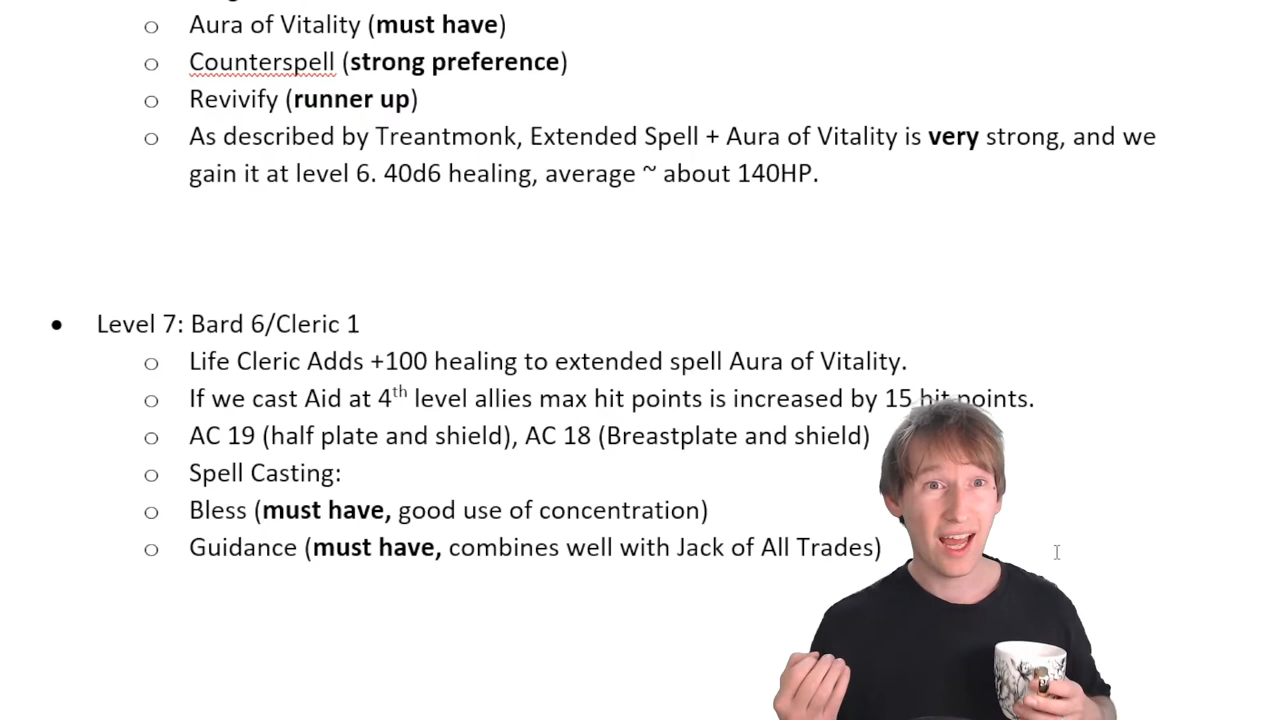 Aura of Vitality (must have)
Counterspell (strong preference)
Revivify (runner up)
As described by Treantmonk, Extended Spell + Aura of Vitality is very strong, and we
gain it at level 6. 40d6 healing, average ~ about 140HP.
Level 7: Bard 6/Cleric 1
Life Cleric Adds +100 healing to extended spell Aura of Vitality.
If we cast Aid at 4th level allies max hit points is increased by 15 hit points.
AC 19 (half plate and shield), AC 18 (Breastplate and shield)
Spell Casting:
Bless (must have, good use of concentration)
Guidance (must have, combines well with Jack of All Trades)